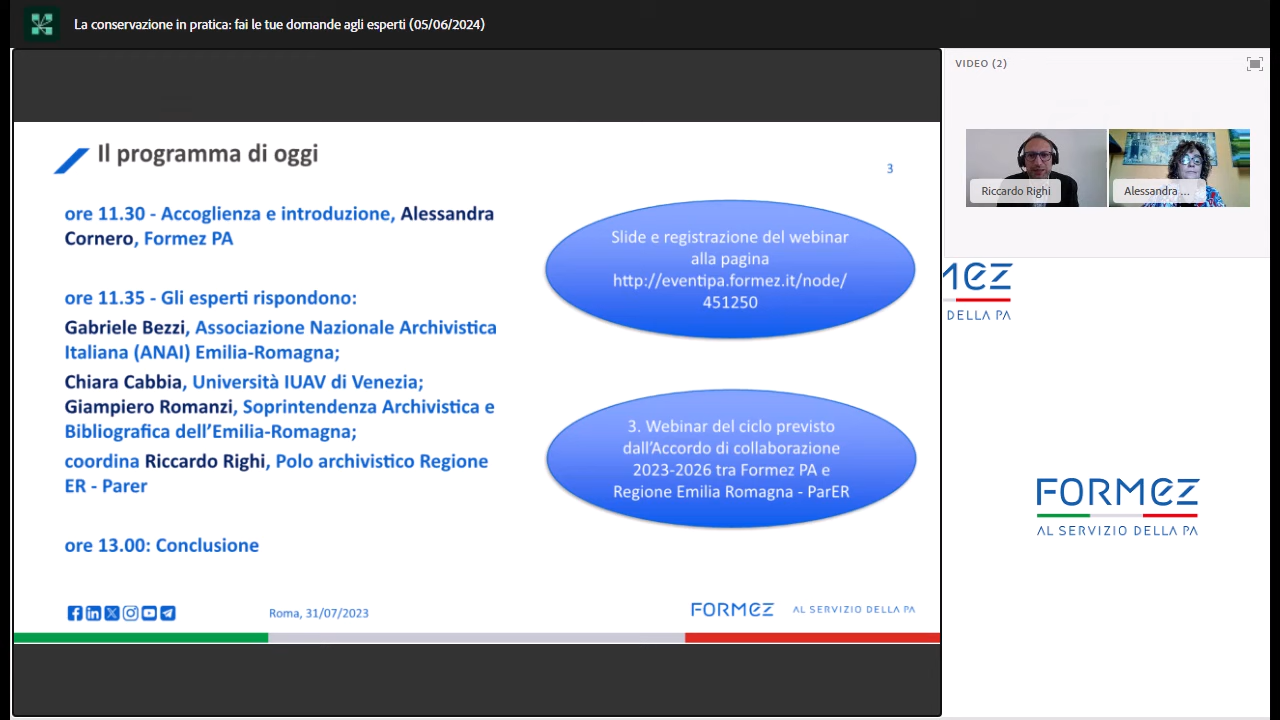 La conservazione in pratica: fai le tue domande agli esperti (05/06/2024)
VIDEO (2)
Riccardo Righi
Alessandra ...
Il programma di oggi
3
ore 11.30 - Accoglienza e introduzione, Alessandra
Cornero, Formez PA
ore 11.35 - Gli esperti rispondono:
Gabriele Bezzi, Associazione Nazionale Archivistica
Italiana (ANAI) Emilia-Romagna;
Chiara Cabbia, Università IUAV di Venezia;
Giampiero Romanzi, Soprintendenza Archivistica e
Bibliografica dell'Emilia-Romagna;
coordina Riccardo Righi, Polo archivistico Regione
ER - Parer
ore 13.00: Conclusione
Slide e registrazione del webinar
alla pagina
http://eventipa.formez.it/node/
451250
3. Webinar del ciclo previsto
dall'Accordo di collaborazione
2023-2026 tra Formez PA e
Regione Emilia Romagna - ParER
Roma, 31/07/2023
FORMEZ AL SERVIZIO DELLA PA
MEZ
DELLA PA
FORMEZ
AL SERVIZIO DELLA PA